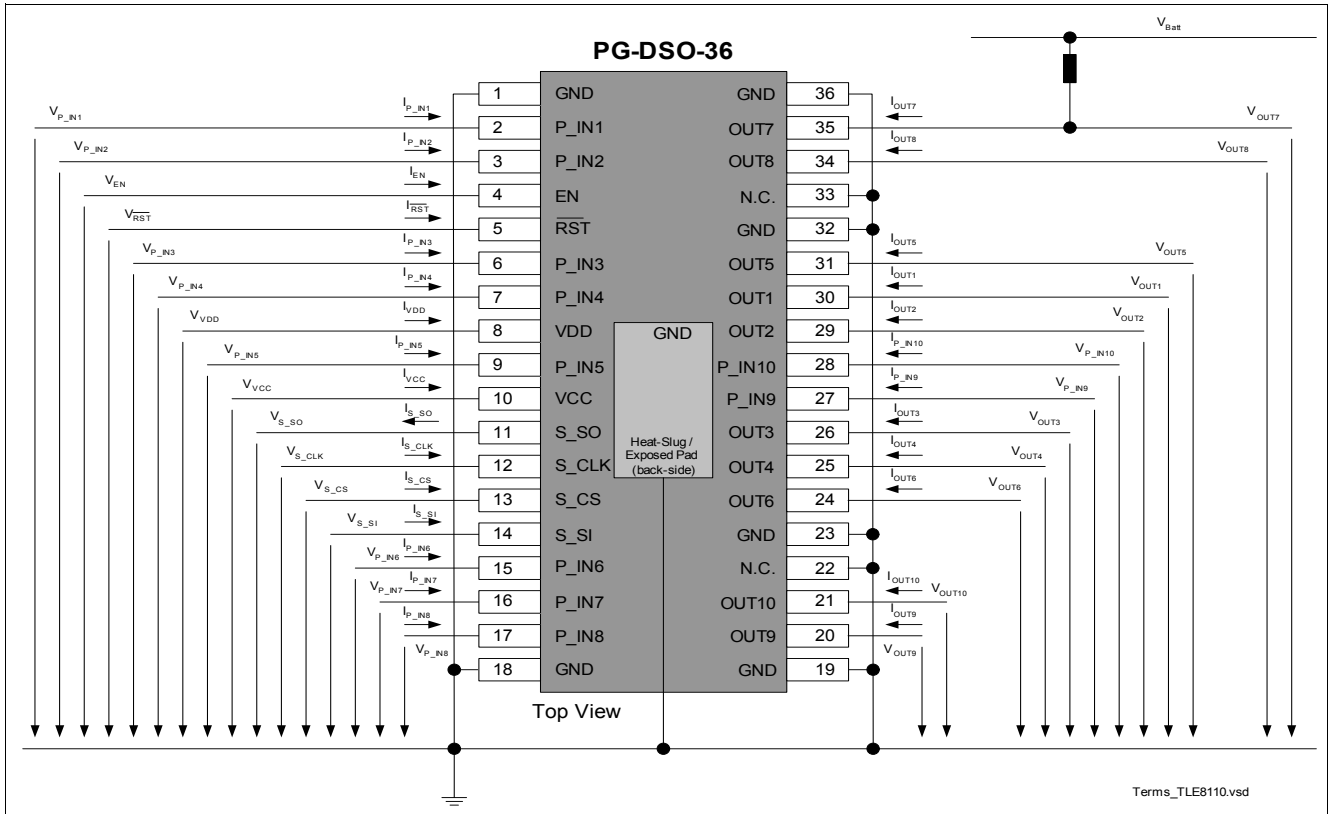 V_Batt
PG-DSO-36
1 GND GND 36
V_P_IN1 I_P_IN1 2 P_IN1 OUT7 35 I_OUT7 V_OUT7
V_P_IN2 I_P_IN2 3 P_IN2 OUT8 34 I_OUT8 V_OUT8
V_EN I_EN 4 EN N.C. 33
V_R̅S̅T̅ I_R̅S̅T̅ 5 R̅S̅T̅ GND 32
V_P_IN3 I_P_IN3 6 P_IN3 OUT5 31 I_OUT5 V_OUT5
V_P_IN4 I_P_IN4 7 P_IN4 OUT1 30 I_OUT1 V_OUT1
V_VDD I_VDD 8 VDD GND OUT2 29 I_OUT2 V_OUT2
V_P_IN5 I_P_IN5 9 P_IN5 P_IN10 28 I_P_IN10 V_P_IN10
V_VCC I_VCC 10 VCC P_IN9 27 I_P_IN9 V_P_IN9
V_S_SO I_S_SO 11 S_SO OUT3 26 I_OUT3 V_OUT3
Heat-Slug /
Exposed Pad
(back-side)
V_S_CLK I_S_CLK 12 S_CLK OUT4 25 I_OUT4 V_OUT4
V_S_CS I_S_CS 13 S_CS OUT6 24 I_OUT6 V_OUT6
V_S_SI I_S_SI 14 S_SI GND 23
V_P_IN6 I_P_IN6 15 P_IN6 N.C. 22
V_P_IN7 I_P_IN7 16 P_IN7 OUT10 21 I_OUT10 V_OUT10
V_P_IN8 I_P_IN8 17 P_IN8 OUT9 20 I_OUT9 V_OUT9
18 GND GND 19
Top View
Terms_TLE8110.vsd